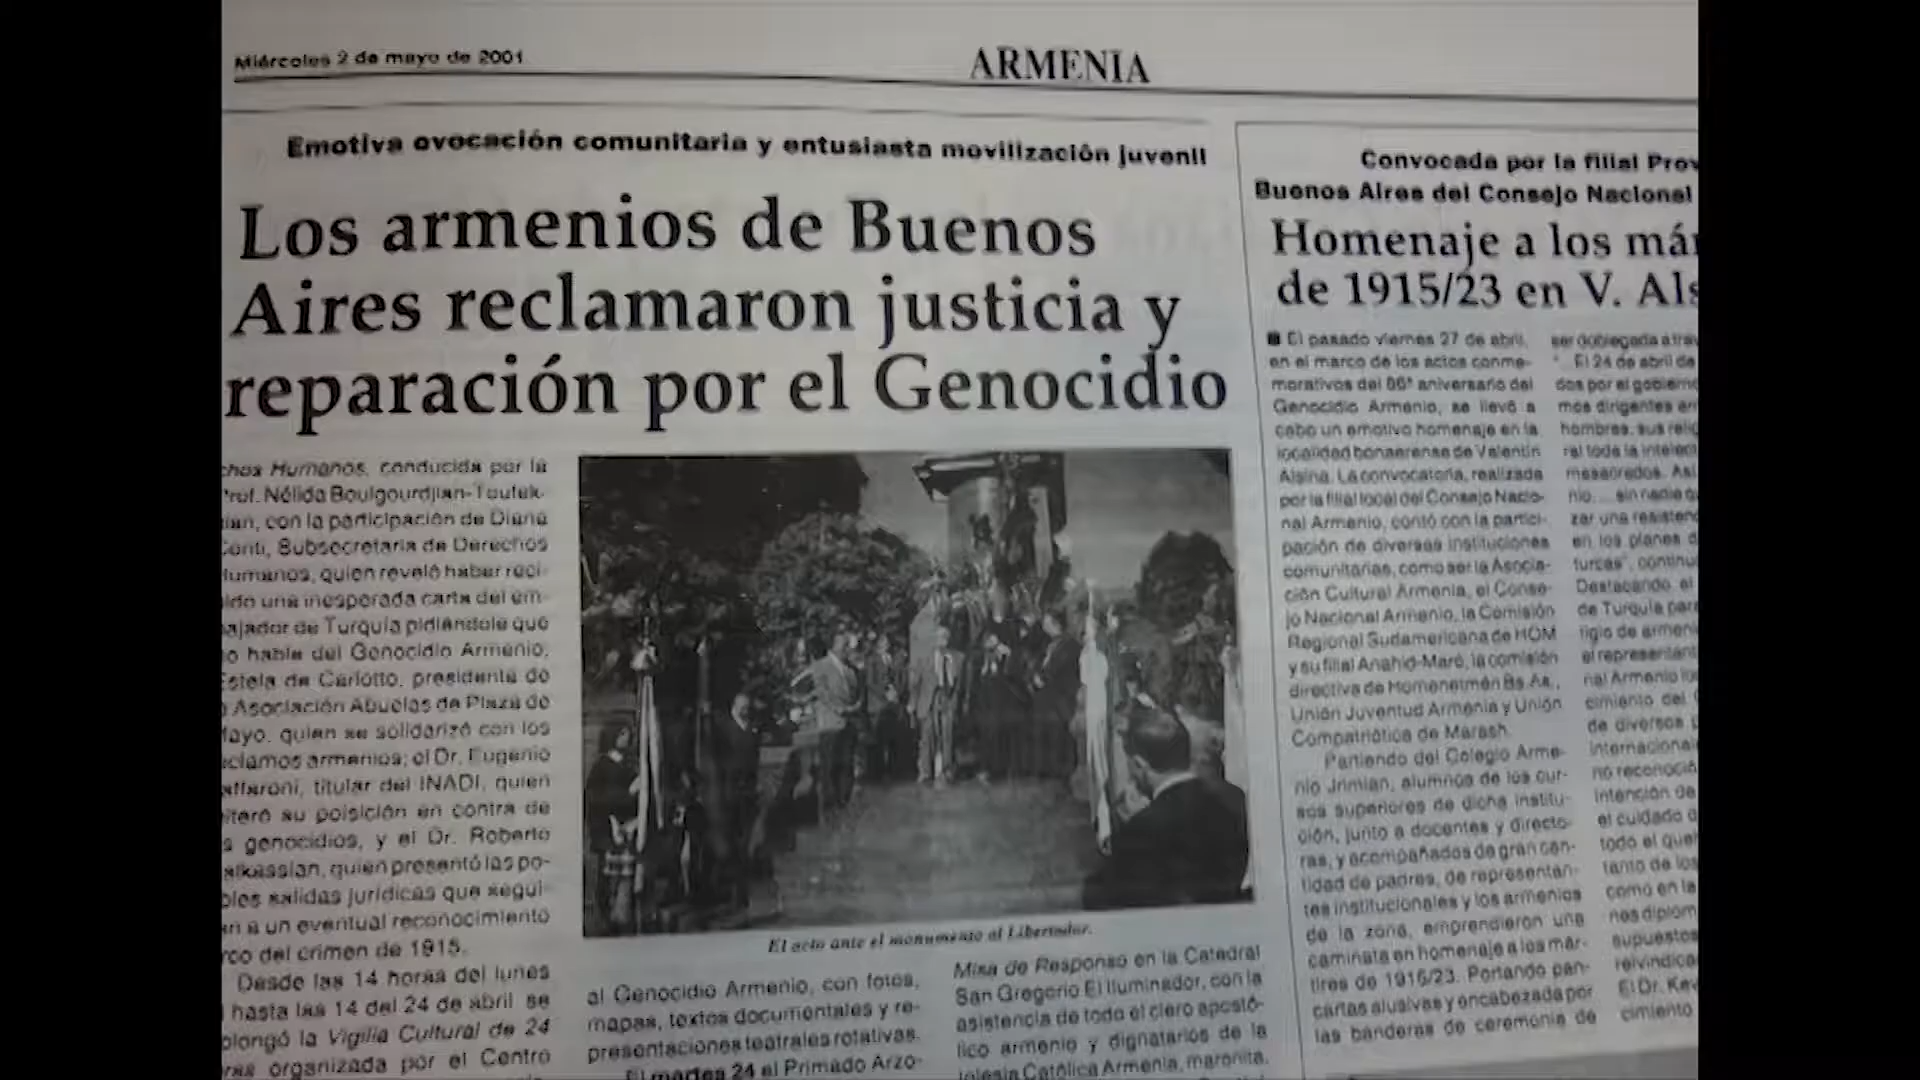 Miércoles 2 de mayo de 2001
ARMENIA
Emotiva evocación comunitaria y entusiasta movilización juvenil
Los armenios de Buenos
Aires reclamaron justicia y
reparación por el Genocidio
chos Humanos, conducida por la
Prof. Nélida Boulgourdjian-Toufek-
ian, con la participación de Diana
Conti, Subsecretaria de Derechos
Humanos, quien reveló haber reci-
ido una inesperada carta del em-
bajador de Turquía pidiéndole que
no hable del Genocidio Armenio,
Estela de Carlotto, presidenta de
Asociación Abuelas de Plaza de
Mayo, quien se solidarizó con los
clamos armenios; el Dr. Eugenio
affaroni, titular del INADI, quien
iteró su posición en contra de
s genocidios, y el Dr. Roberto
alkassian, quien presentó las po-
bles salidas jurídicas que segui-
an a un eventual reconocimiento
rco del crimen de 1915.
Desde las 14 horas del lunes
hasta las 14 del 24 de abril se
olongó la Vigilia Cultural de 24
ras organizada por el Centro
El acto ante el monumento al Libertador.
al Genocidio Armenio, con fotos,
mapas, textos documentales y re-
presentaciones teatrales rotativas.
El martes 24 el Primado Arzo-
Misa de Responso en la Catedral
San Gregorio El Iluminador, con la
asistencia de todo el clero apostó-
lico armenio y dignatarios de la
Iglesia Católica Armenia, maronita,
Convocada por la filial Prov
Buenos Aires del Consejo Nacional
Homenaje a los már
de 1915/23 en V. Als
El pasado viernes 27 de abril,
en el marco de los actos conme-
morativos del 86° aniversario del
Genocidio Armenio, se llevó a
cabo un emotivo homenaje en la
localidad bonaerense de Valentín
Alsina. La convocatoria, realizada
por la filial local del Consejo Nacio-
nal Armenio, contó con la partici-
pación de diversas instituciones
comunitarias, como ser la Asocia-
ción Cultural Armenia, el Conse-
jo Nacional Armenio, la Comisión
Regional Sudamericana de HOM
y su filial Anahid-Maró, la comisión
directiva de Homenetmén Bs.As.,
Unión Juventud Armenia y Unión
Compatriótica de Marash.
Partiendo del Colegio Arme-
nio Jrimian, alumnos de los cur-
sos superiores de dicha institu-
ción, junto a docentes y directo-
ras, y acompañados de gran can-
tidad de padres, de representan-
tes institucionales y los armenios
de la zona, emprendieron una
caminata en homenaje a los már-
tires de 1915/23. Portando pan-
cartas alusivas y encabezada por
las banderas de ceremonia de
ser doblegada a trav
El 24 de abril de
dos por el gobierno
mos dirigentes ar
hombres, sus relig
ral toda la intelect
masacrados. Así
nio... sin nadie q
zar una resistenc
en los planes d
turcas", continu
Destacando el
de Turquía para
tigio de armeni
el representant
nal Armenio
cimiento del
de diversos
internacional
no reconoció
intención de
el cuidado d
todo el que
tanto de los
como en la
nes diplom
supuestos
reivindica
El Dr. Kev
cimiento